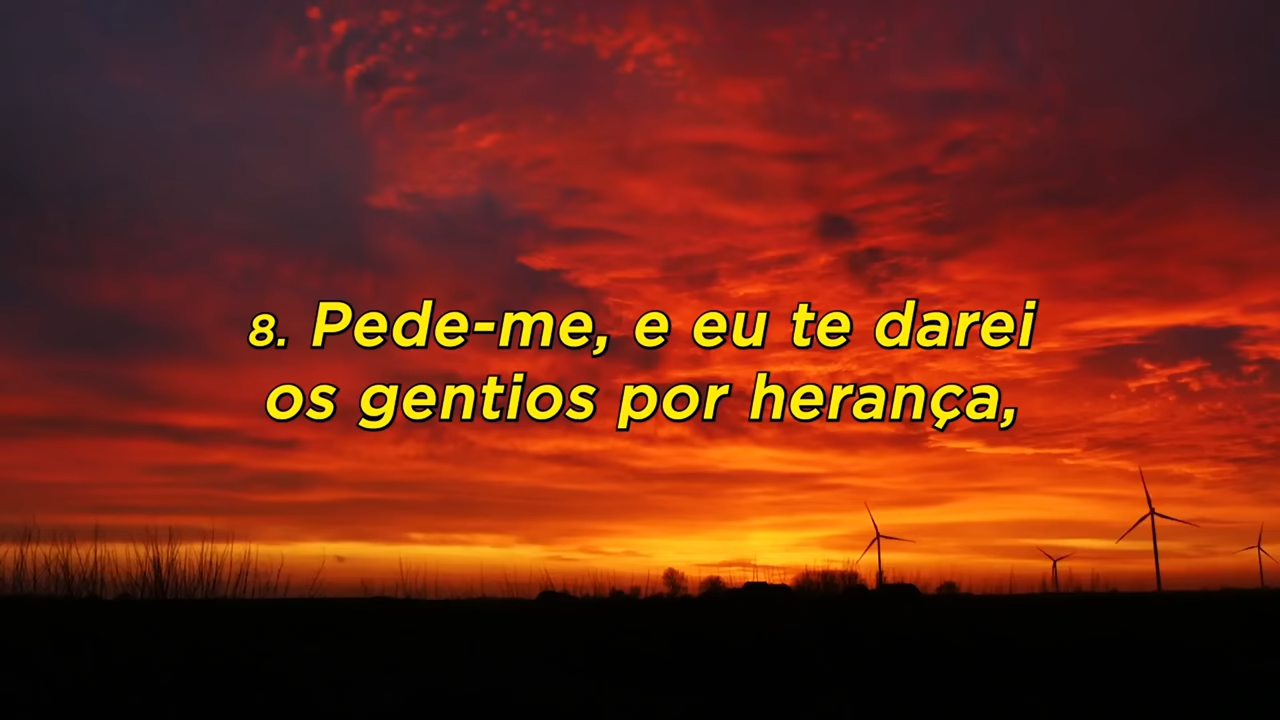 8. Pede-me, e eu te darei
os gentios por herança,